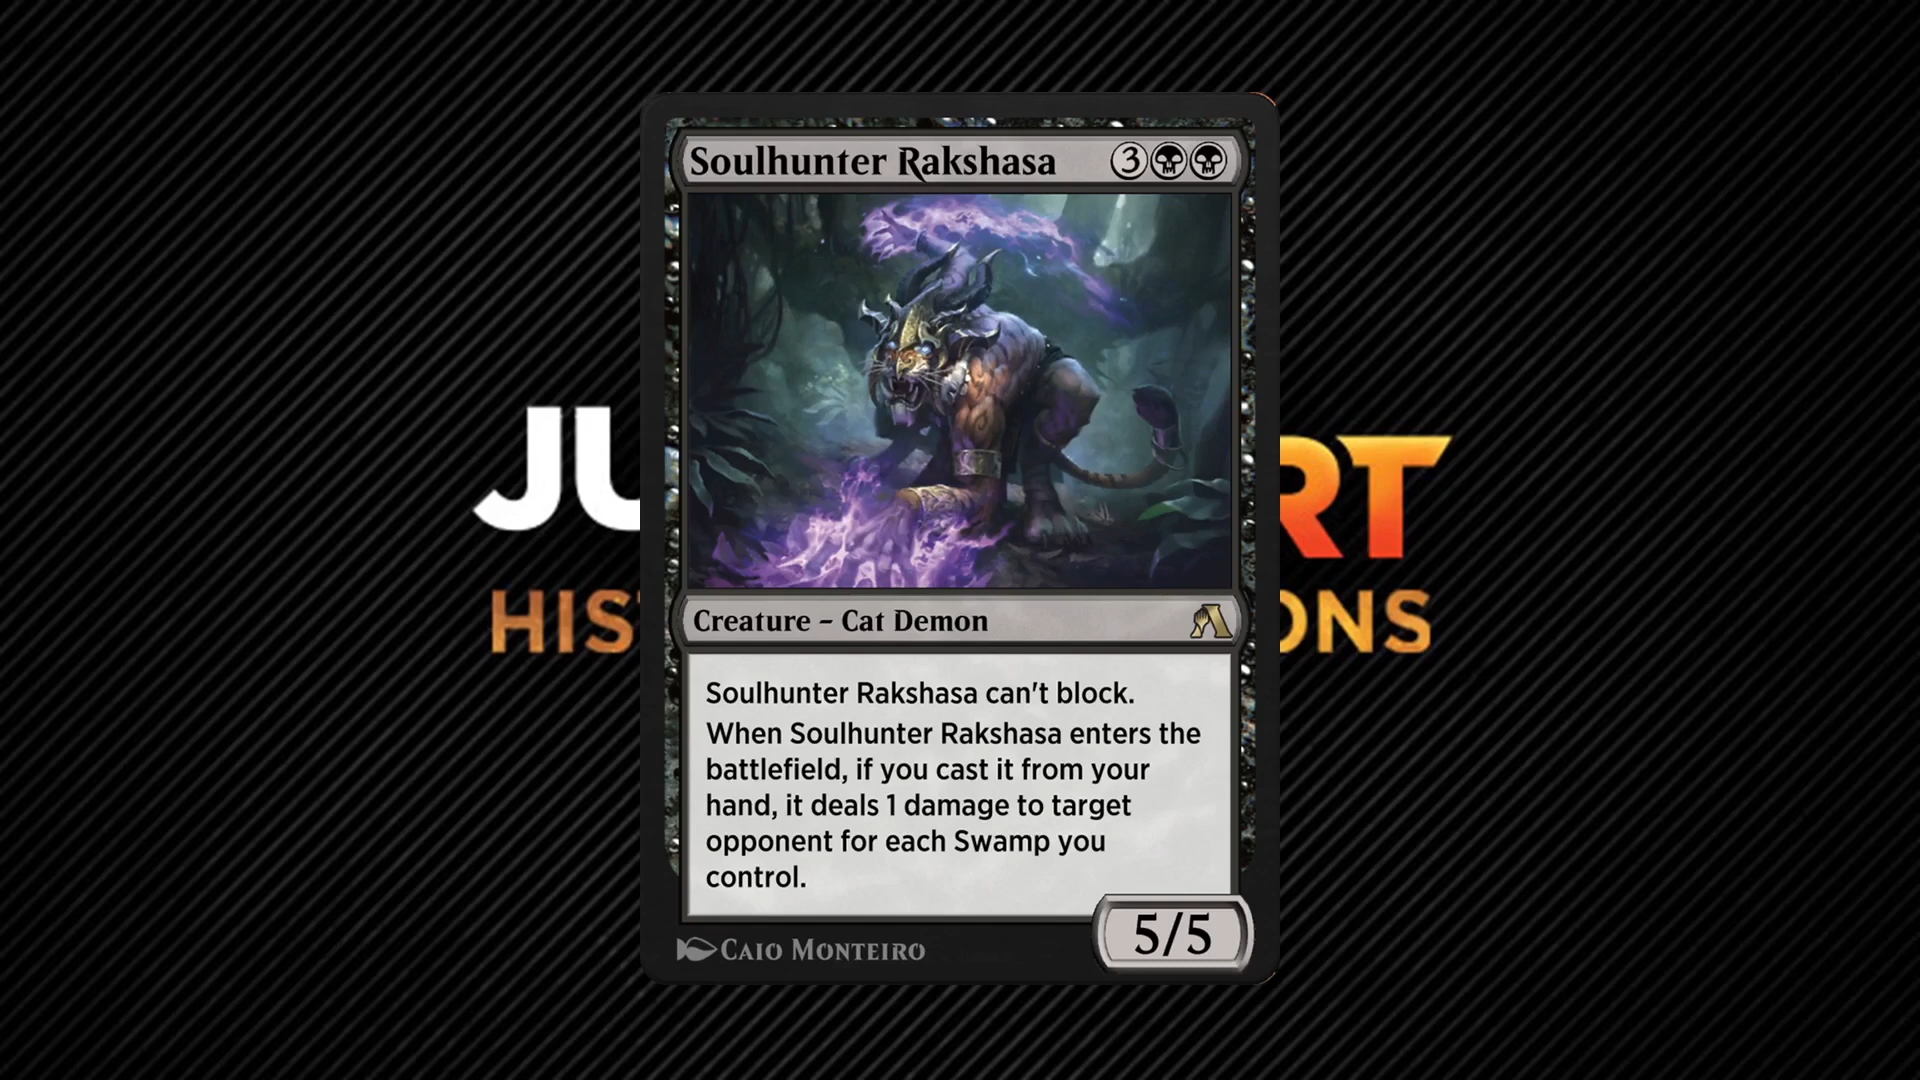 Soulhunter Rakshasa 3
JU
RT
HIS
ONS
Creature – Cat Demon
Soulhunter Rakshasa can't block.
When Soulhunter Rakshasa enters the
battlefield, if you cast it from your
hand, it deals 1 damage to target
opponent for each Swamp you
control.
5/5
Caio Monteiro